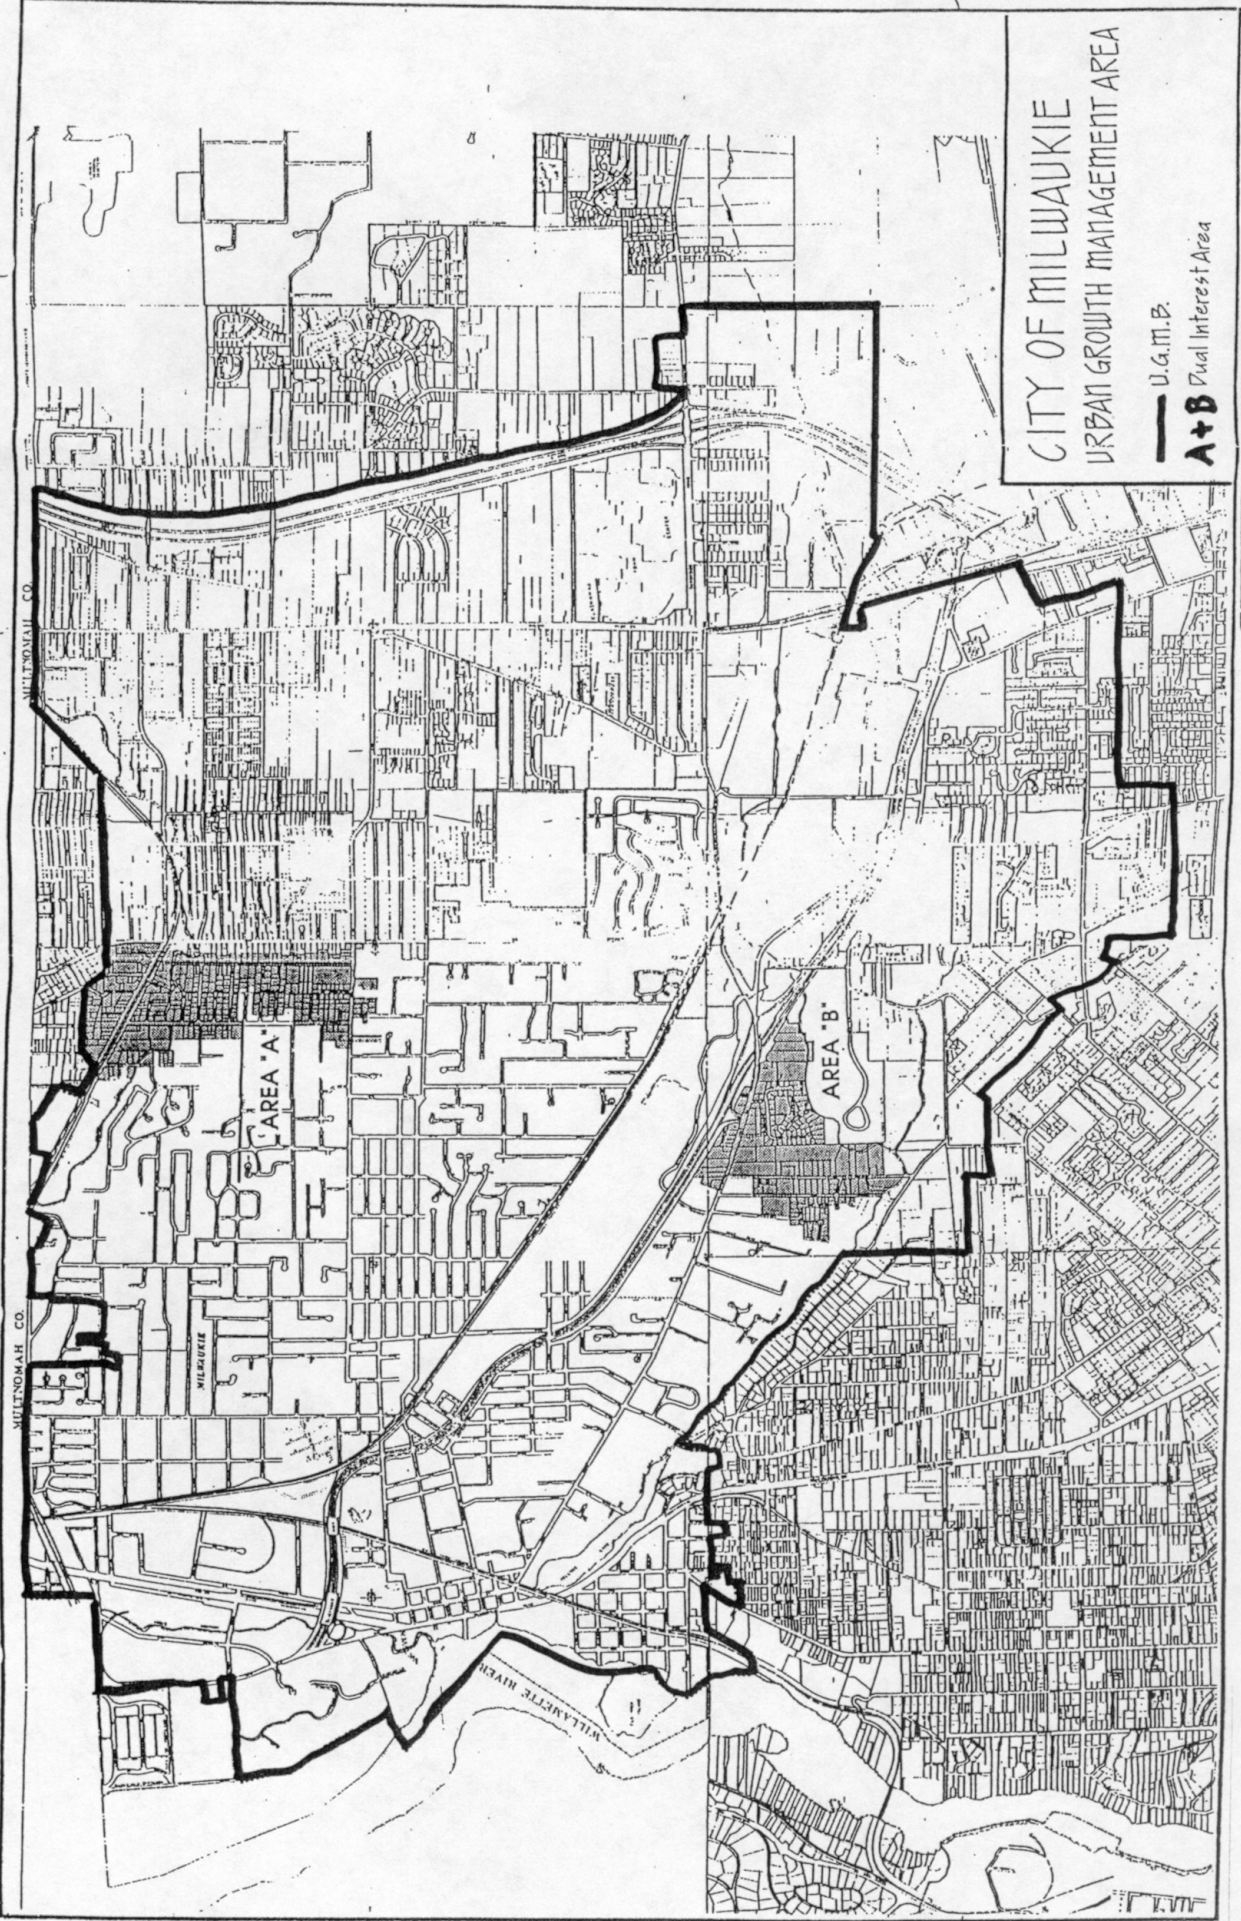 CITY OF MILWAUKIE
URBAN GROWTH MANAGEMENT AREA
U.G.M.B.
A+B Dual Interest Area
MULTNOMAH CO.
MULTNOMAH CO.
AREA "A"
AREA "B"
MILWAUKIE
WILLAMETTE RIVER